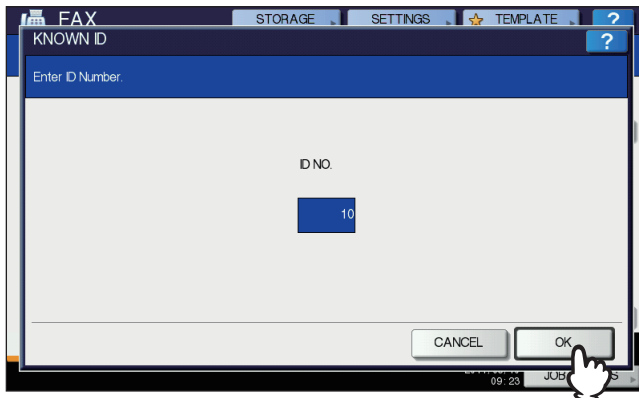 FAX STORAGE SETTINGS TEMPLATE ?
KNOWN ID ?
Enter ID Number.
ID NO.
10
CANCEL OK
09:23 JOB